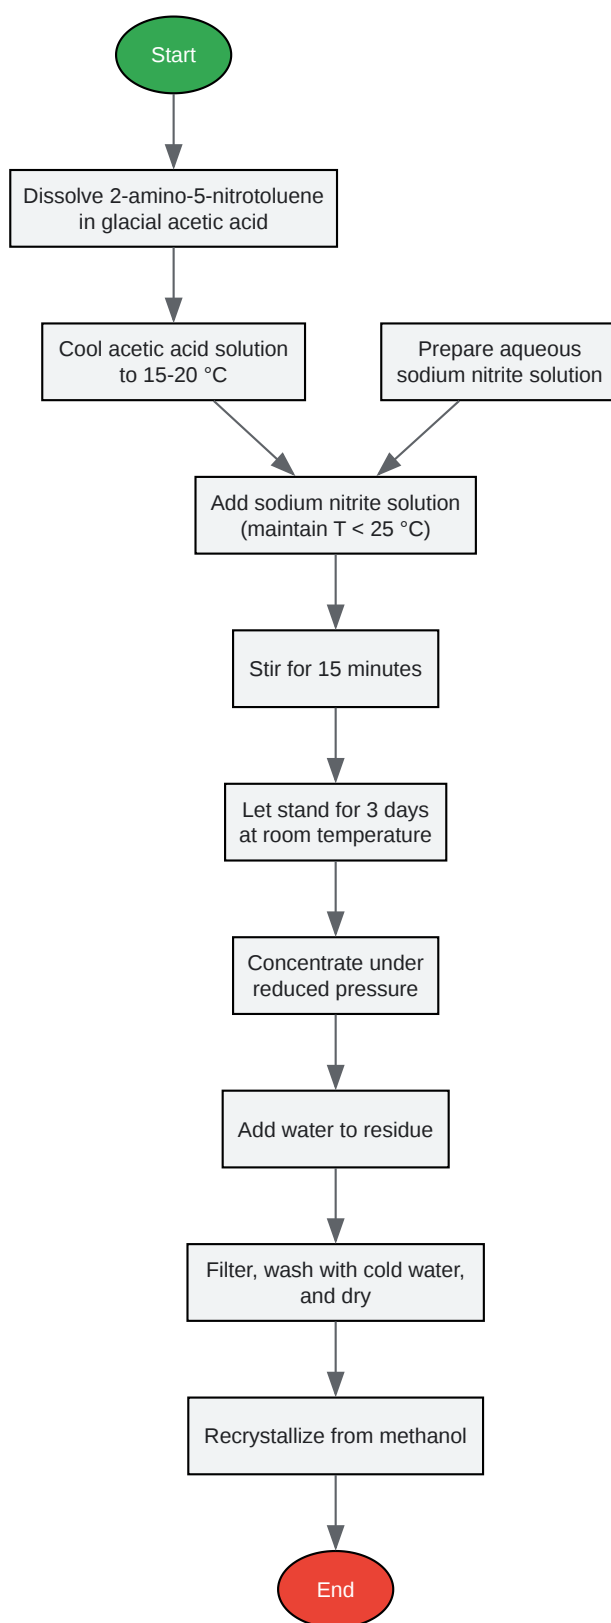 Start
Dissolve 2-amino-5-nitrotoluene
in glacial acetic acid
Cool acetic acid solution
to 15-20 °C
Prepare aqueous
sodium nitrite solution
Add sodium nitrite solution
(maintain T < 25 °C)
Stir for 15 minutes
Let stand for 3 days
at room temperature
Concentrate under
reduced pressure
Add water to residue
Filter, wash with cold water,
and dry
Recrystallize from methanol
End